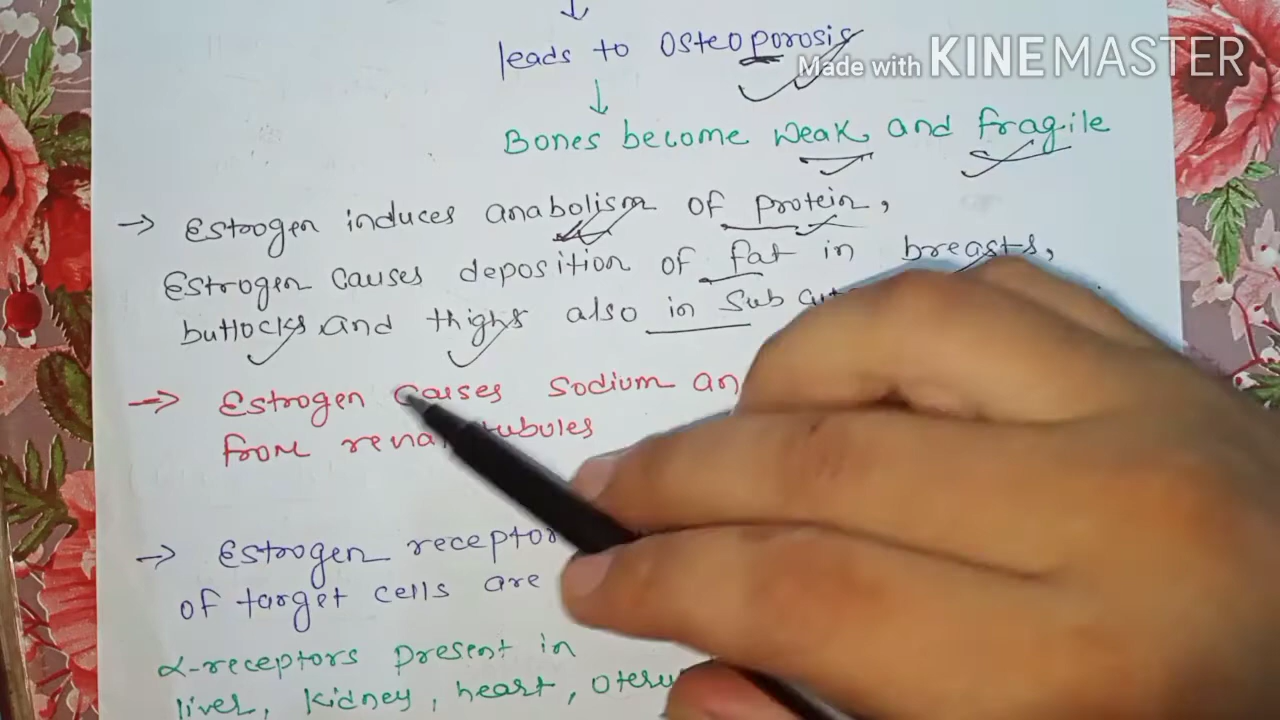 leads to Osteoporosis
Made with KINEMASTER
Bones become weak and fragile
→ Estrogen induces anabolism of protein,
Estrogen causes deposition of fat in breasts,
buttocks and thighs also in Sub
→ Estrogen causes Sodium
from renal tubules
→ Estrogen receptor
of target cells are
α-receptors present in
liver, kidney, heart,